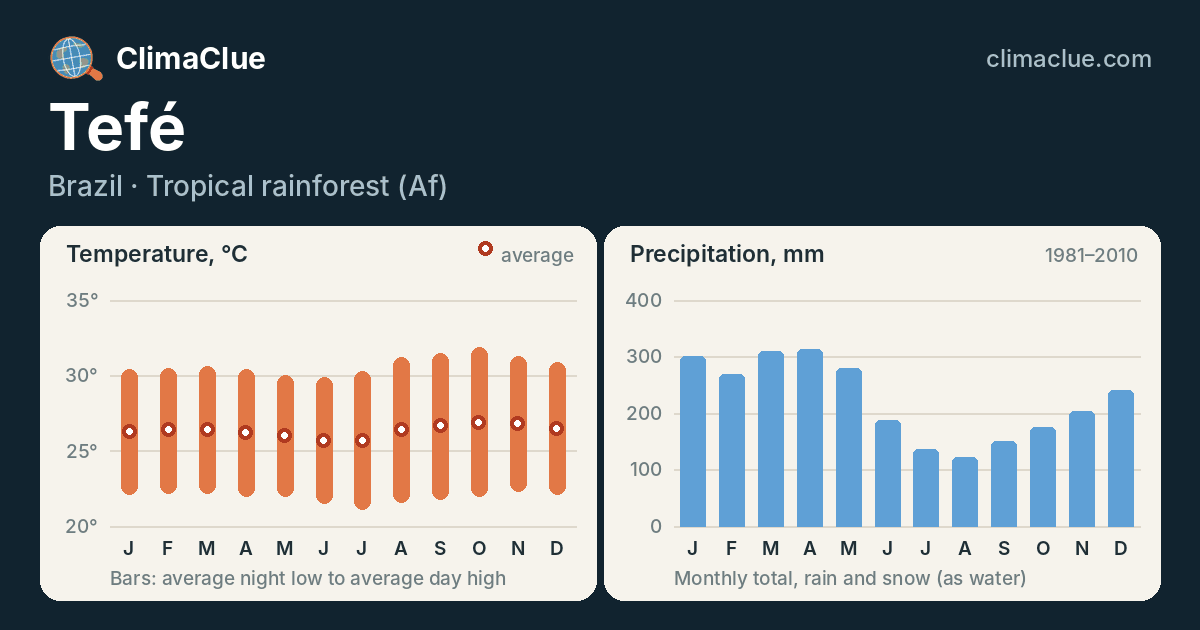 ClimaClue
climaclue.com
Tefé
Brazil · Tropical rainforest (Af)
Temperature, °C
average
35°
30°
25°
20°
J F M A M J J A S O N D
Bars: average night low to average day high
Precipitation, mm
1981–2010
400
300
200
100
0
J F M A M J J A S O N D
Monthly total, rain and snow (as water)